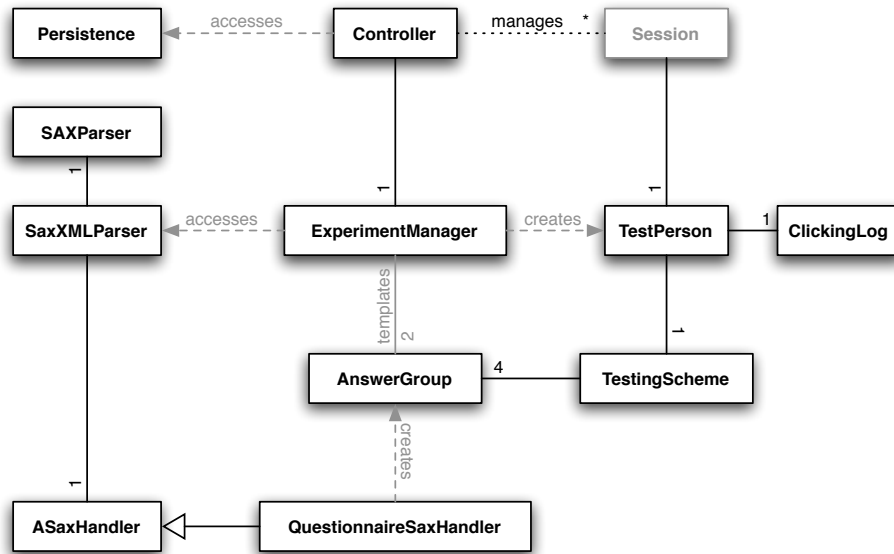 Persistence
accesses
Controller
manages
*
Session
SAXParser
1
1
1
SaxXMLParser
accesses
ExperimentManager
creates
TestPerson
1
ClickingLog
templates
2
1
AnswerGroup
4
TestingScheme
creates
1
ASaxHandler
QuestionnaireSaxHandler